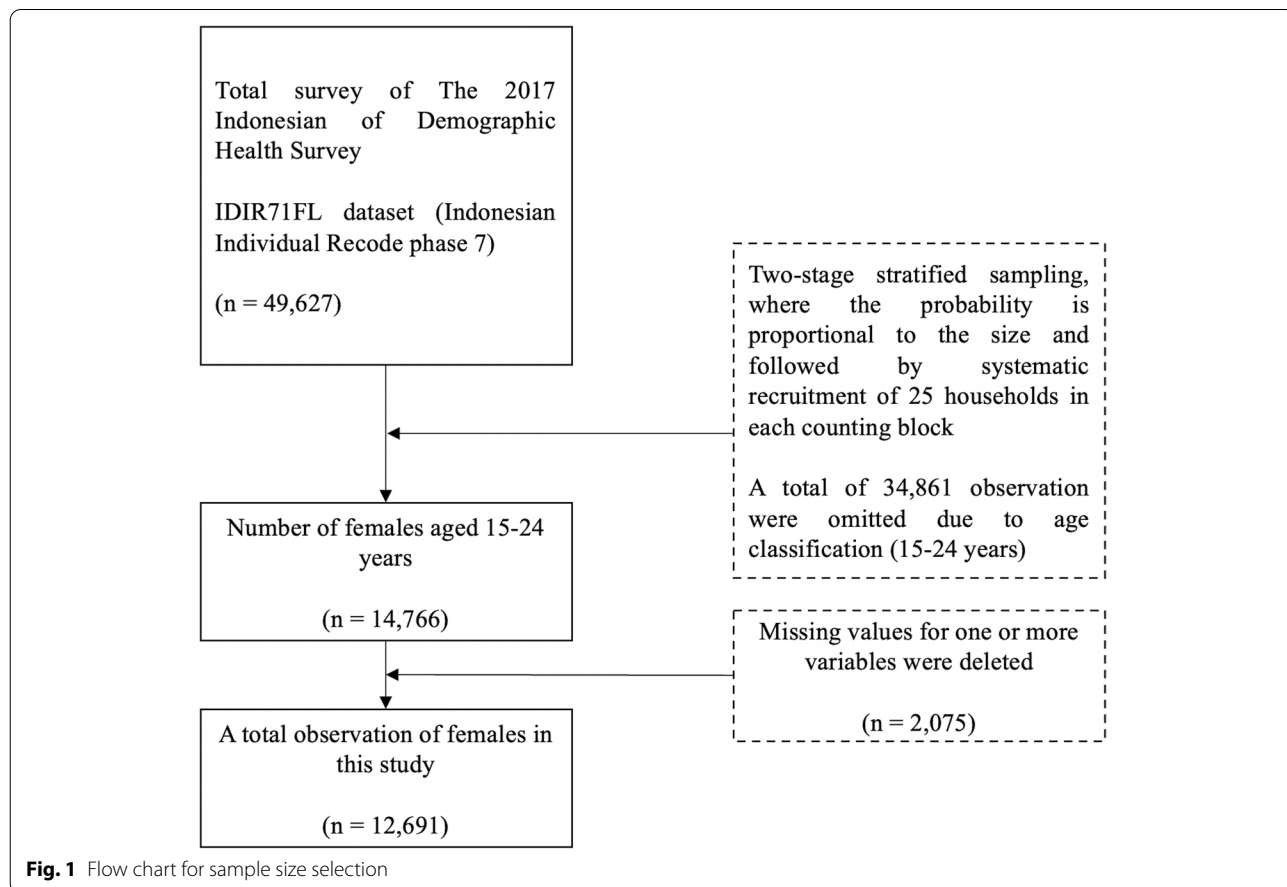 Total survey of The 2017
Indonesian of Demographic
Health Survey
IDIR71FL dataset (Indonesian
Individual Recode phase 7)
(n = 49,627)
Two-stage stratified sampling,
where the probability is
proportional to the size and
followed by systematic
recruitment of 25 households in
each counting block
A total of 34,861 observation
were omitted due to age
classification (15-24 years)
Number of females aged 15-24
years
(n = 14,766)
Missing values for one or more
variables were deleted
(n = 2,075)
A total observation of females in
this study
(n = 12,691)
Fig. 1 Flow chart for sample size selection